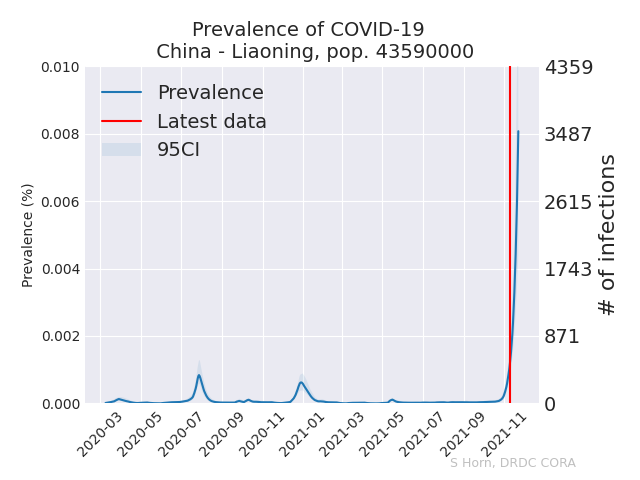 Prevalence of COVID-19
China - Liaoning, pop. 43590000
Prevalence
Latest data
95CI
Prevalence (%)
0.010
0.008
0.006
0.004
0.002
0.000
4359
3487
2615
1743
871
0
# of infections
2020-03
2020-05
2020-07
2020-09
2020-11
2021-01
2021-03
2021-05
2021-07
2021-09
2021-11
S Horn, DRDC CORA